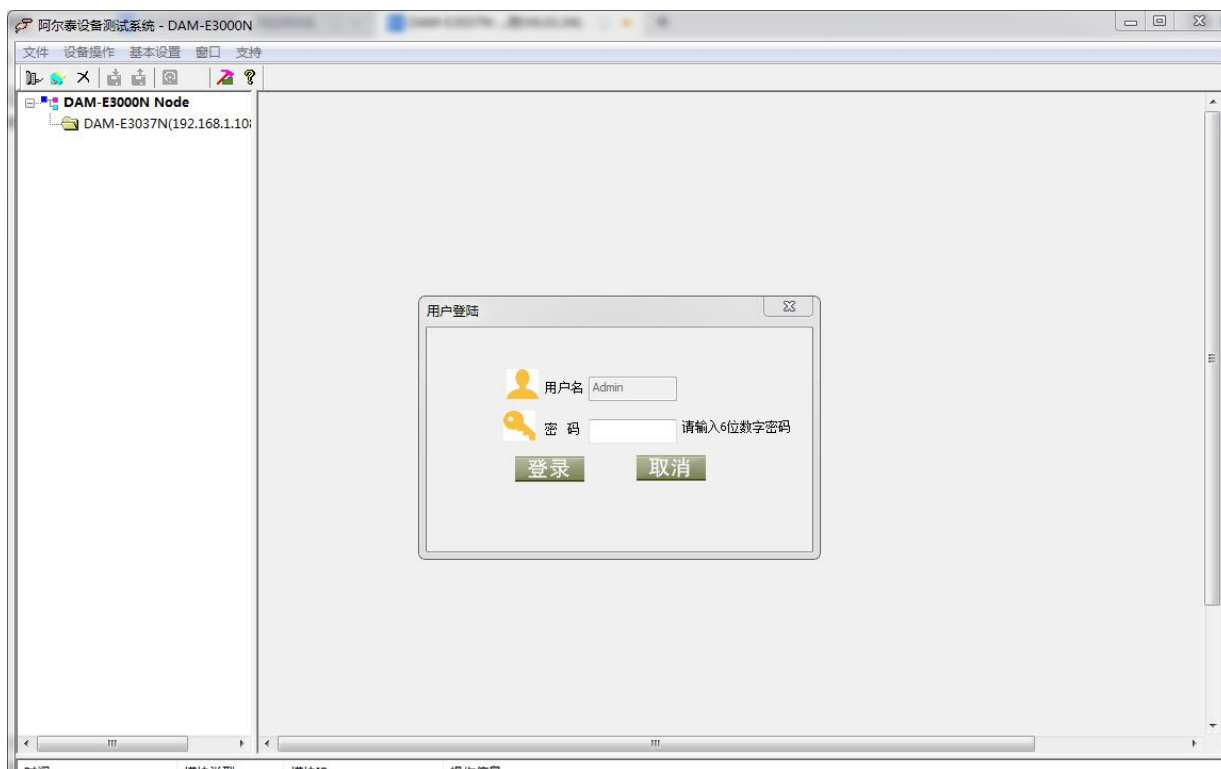 阿尔泰设备测试系统 - DAM-E3000N
文件 设备操作 基本设置 窗口 支持
DAM-E3000N Node
DAM-E3037N(192.168.1.108
用户登陆
用户名 Admin
密 码 请输入6位数字密码
登录 取消